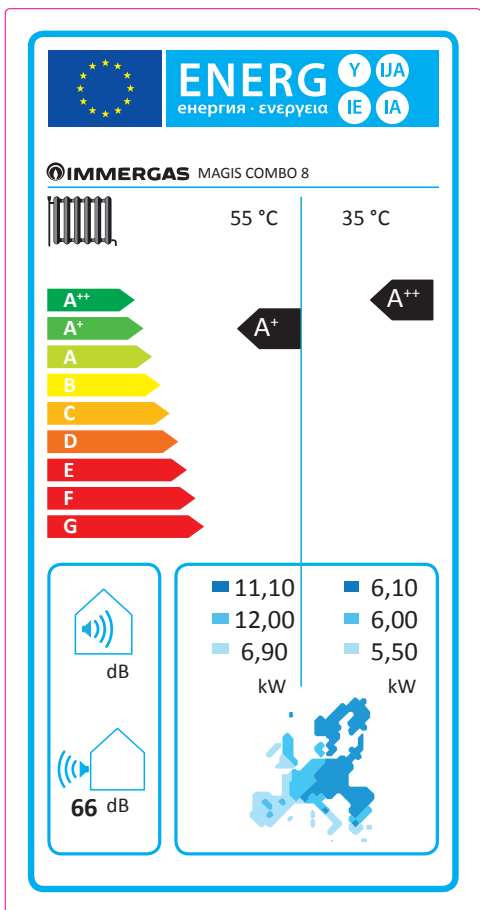 ENERG Y IJA
енергия · ενεργεια IE IA
IMMERGAS MAGIS COMBO 8
55 °C 35 °C
A++
A+
A
B
C
D
E
F
G
A+
A++
11,10 6,10
12,00 6,00
6,90 5,50
kW kW
dB
66 dB